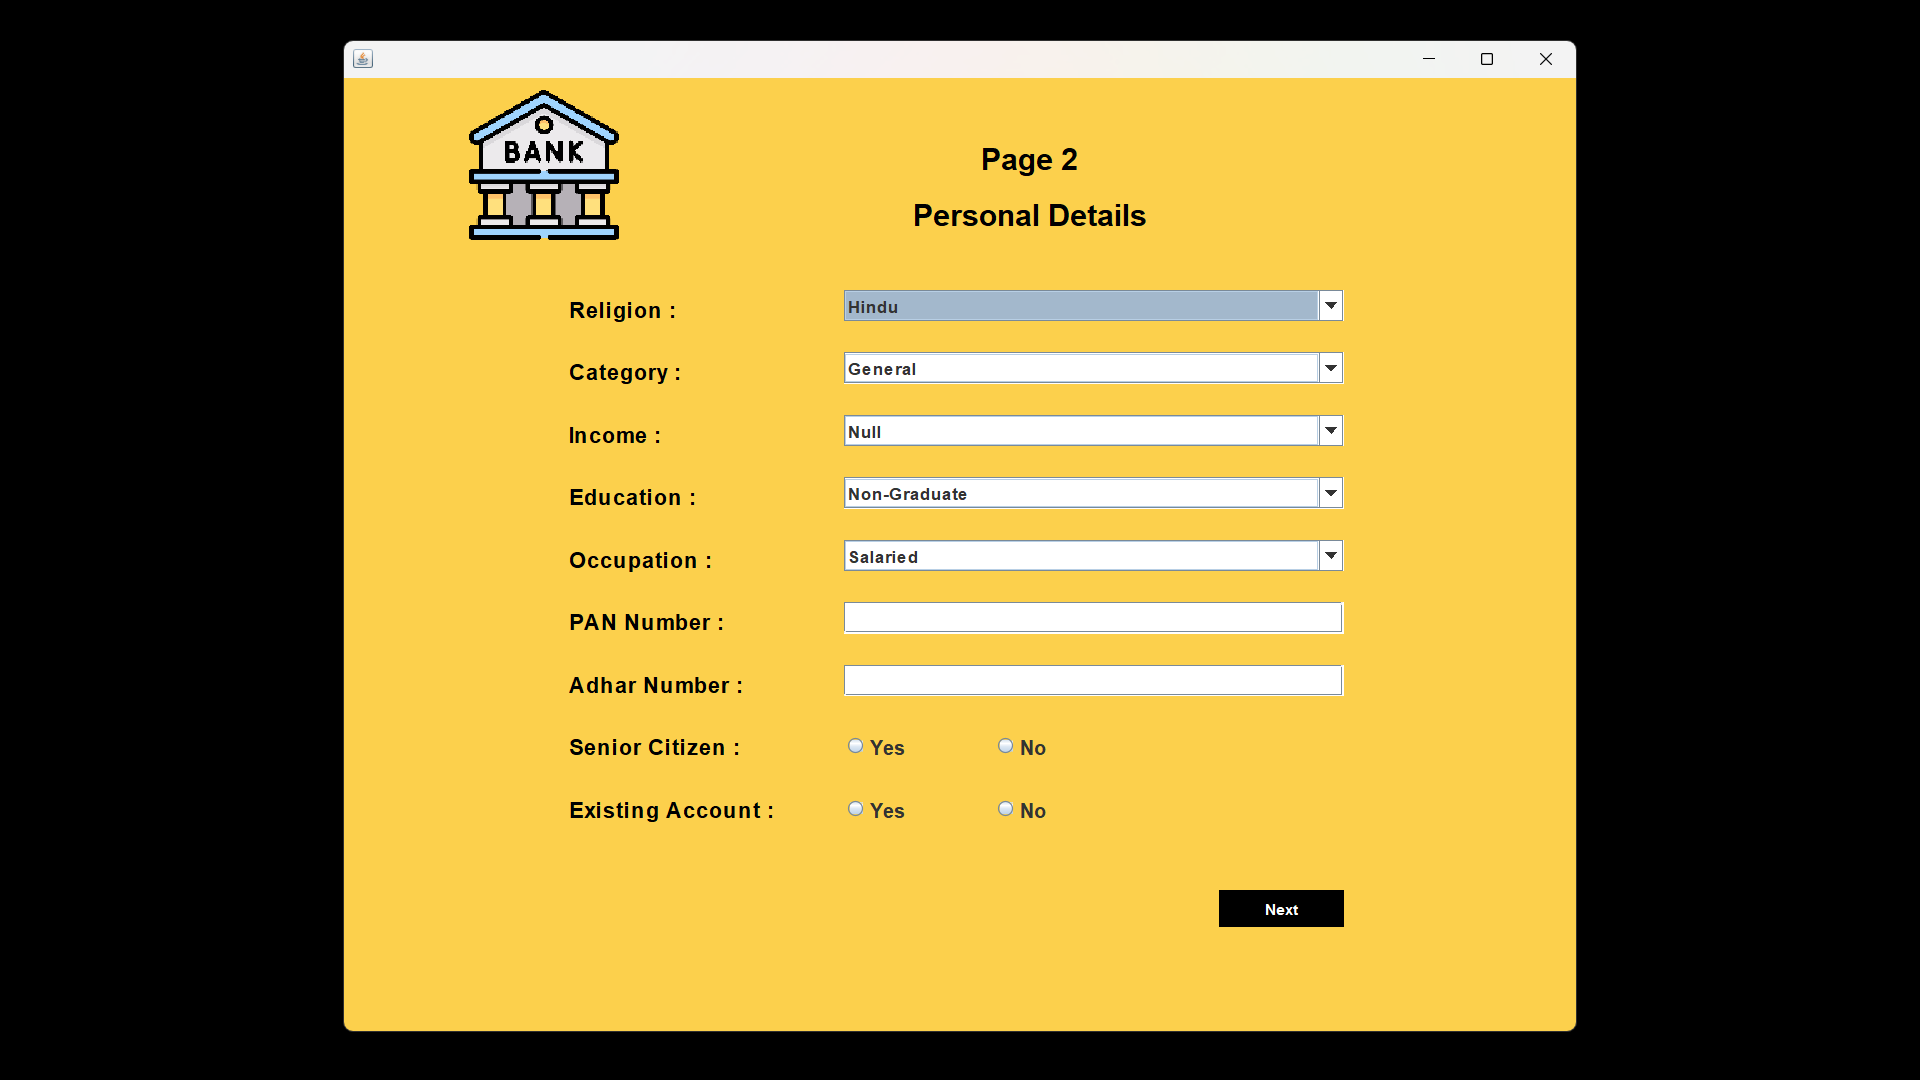 BANK
Page 2
Personal Details
Religion : Hindu
Category : General
Income : Null
Education : Non-Graduate
Occupation : Salaried
PAN Number :
Adhar Number :
Senior Citizen : Yes No
Existing Account : Yes No
Next